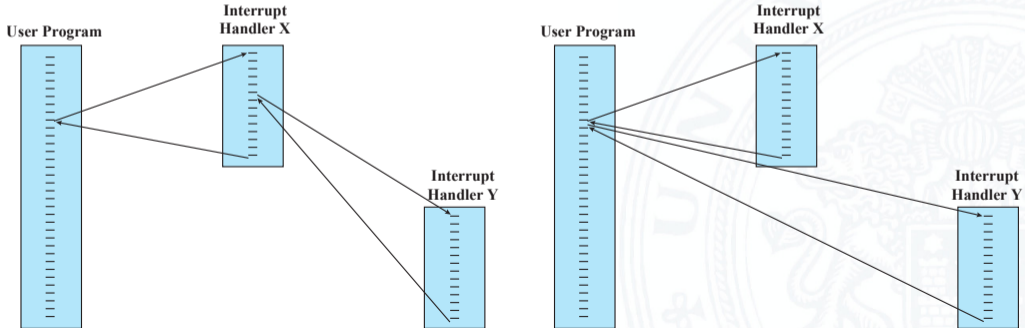 Interrupt
Handler X
User Program
Interrupt
Handler Y
Interrupt
Handler X
User Program
Interrupt
Handler Y